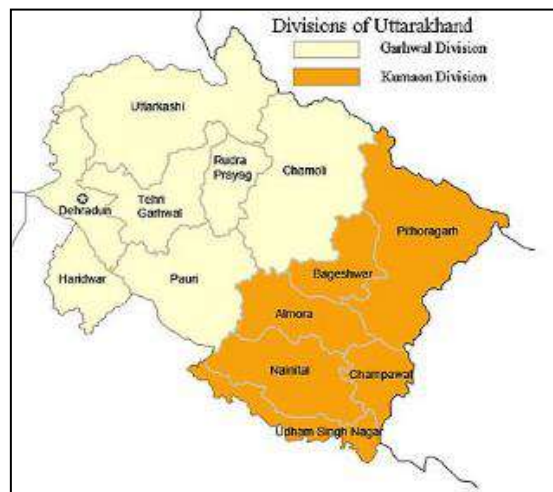 Divisions of Uttarakhand
Garhwal Division
Kumaon Division
Uttarkashi
Rudra
Prayag
Chamoli
Tehri
Garhwal
Dehradun
Pithoragarh
Haridwar
Pauri
Bageshwar
Almora
Nainital
Champawat
Udham Singh Nagar